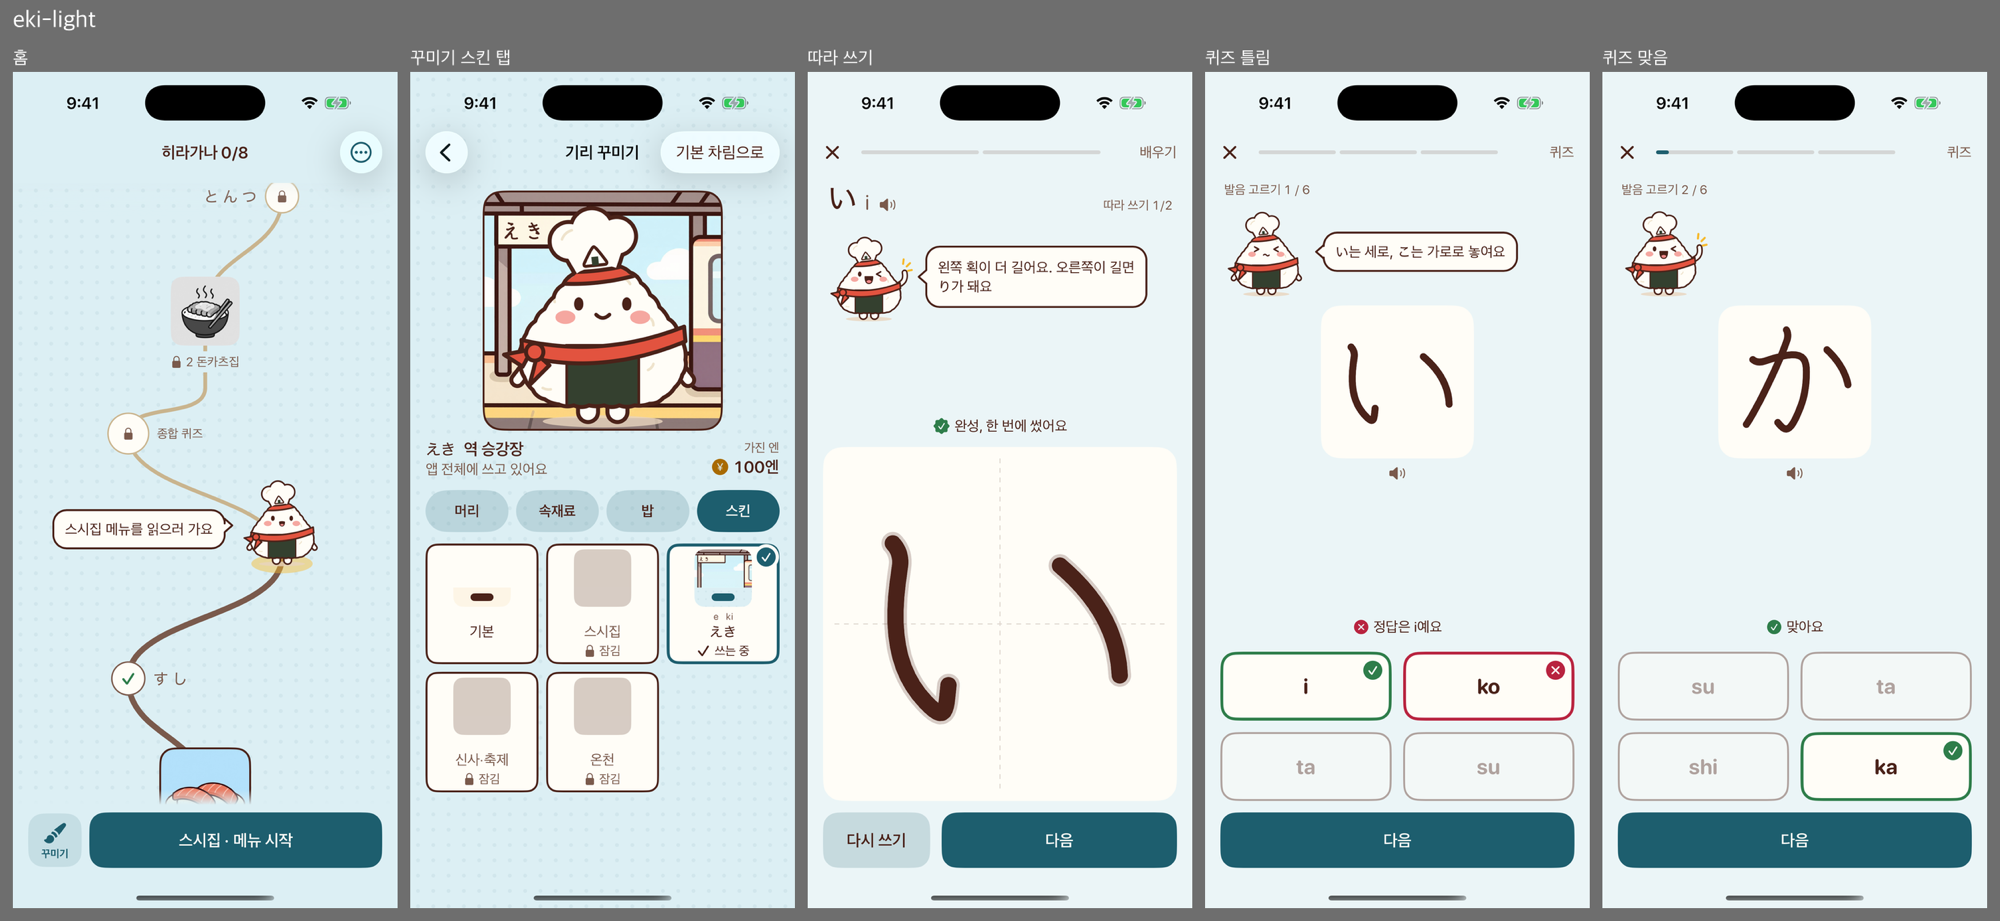 eki-light
홈
9:41
히라가나 0/8
とんつ
2 돈카츠집
종합 퀴즈
스시집 메뉴를 읽으러 가요
すし
꾸미기
스시집 · 메뉴 시작
꾸미기 스킨 탭
9:41
기리 꾸미기
기본 차림으로
えき
えき 역 승강장
앱 전체에 쓰고 있어요
가진 엔
¥ 100엔
머리
속재료
밥
스킨
기본
스시집
잠김
えき
e ki
えき
쓰는 중
신사·축제
잠김
온천
잠김
따라 쓰기
9:41
배우기
い i
따라 쓰기 1/2
왼쪽 획이 더 길어요. 오른쪽이 길면
り가 돼요
완성, 한 번에 썼어요
い
다시 쓰기
다음
퀴즈 틀림
9:41
퀴즈
발음 고르기 1 / 6
い는 세로, こ는 가로로 놓여요
い
정답은 i예요
i
ko
ta
su
다음
퀴즈 맞음
9:41
퀴즈
발음 고르기 2 / 6
か
맞아요
su
ta
shi
ka
다음